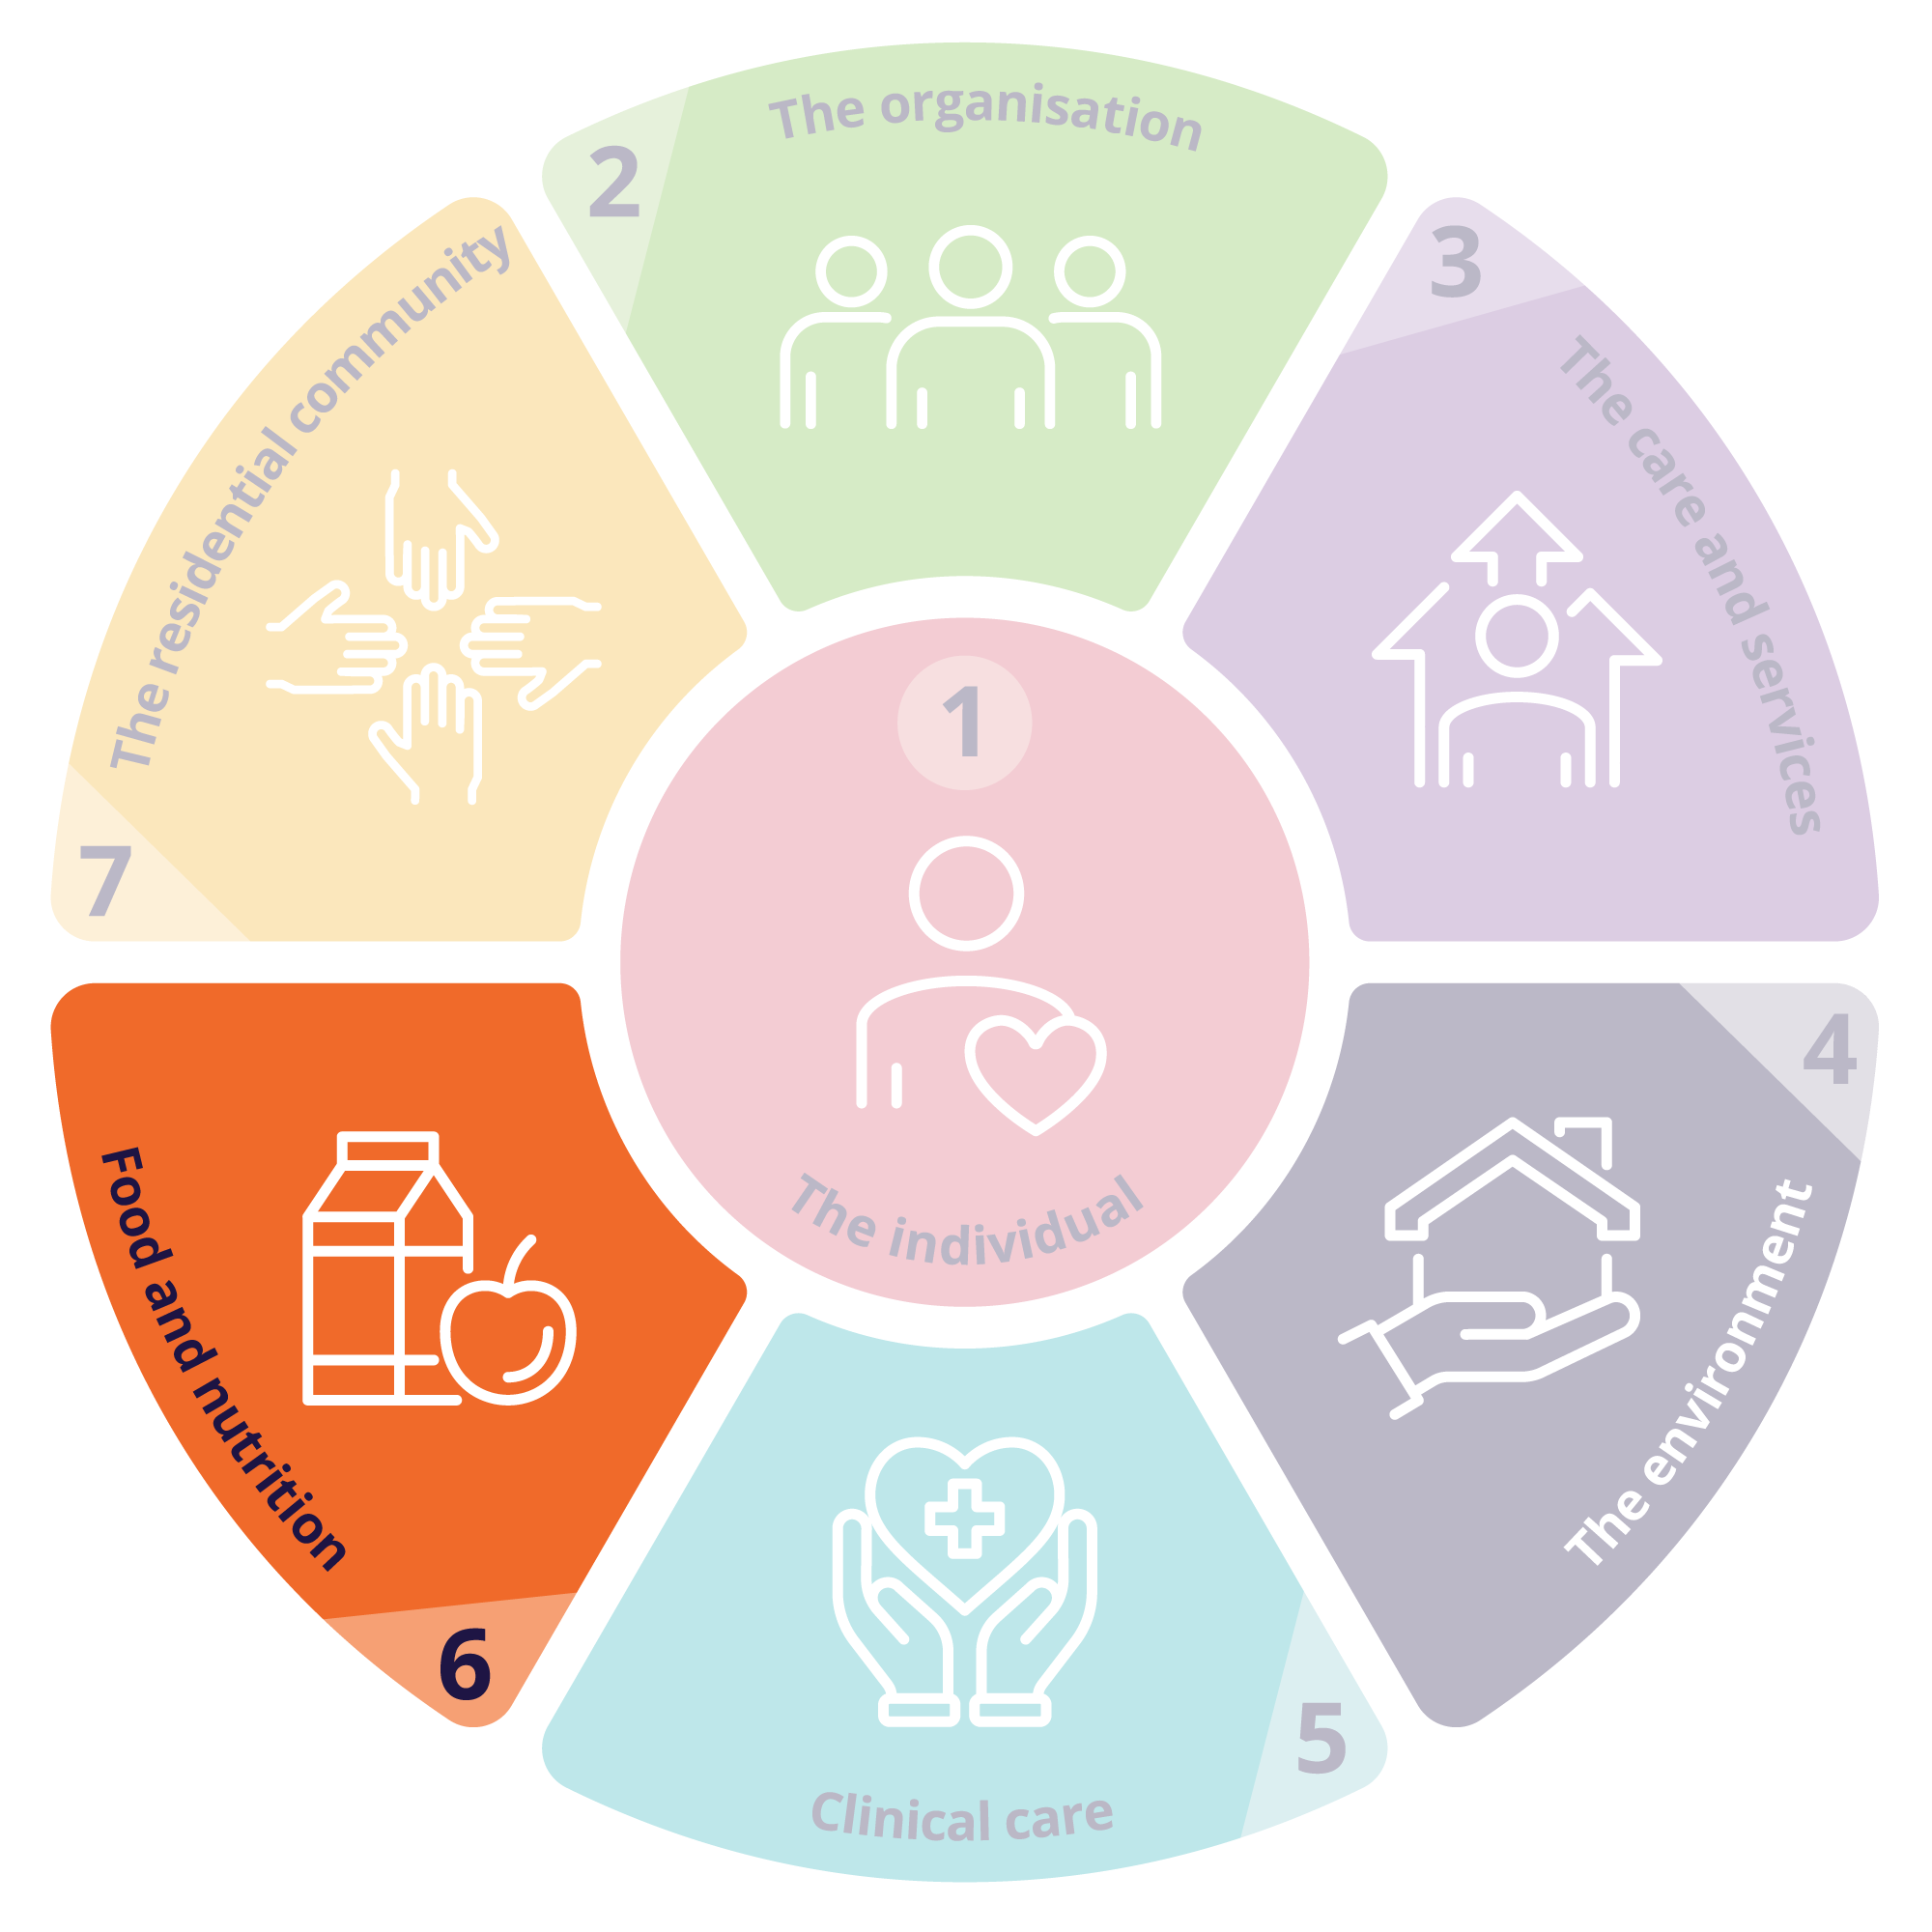 1
The individual
2
The organisation
3
The care and services
4
The environment
5
Clinical care
6
Food and nutrition
7
The residential community